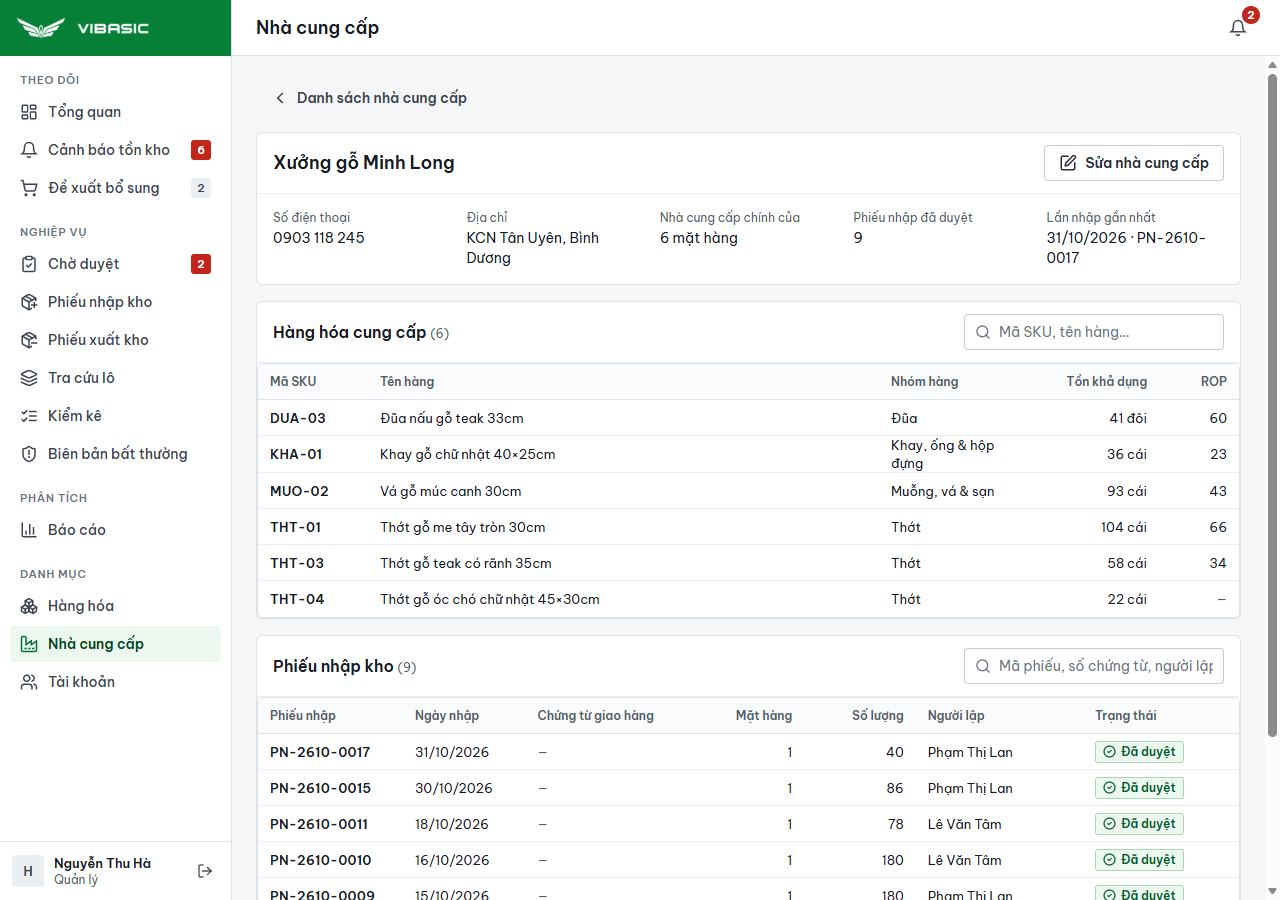 VIBASIC
Nhà cung cấp
2
THEO DÕI
Tổng quan
Cảnh báo tồn kho 6
Đề xuất bổ sung 2
NGHIỆP VỤ
Chờ duyệt 2
Phiếu nhập kho
Phiếu xuất kho
Tra cứu lô
Kiểm kê
Biên bản bất thường
PHÂN TÍCH
Báo cáo
DANH MỤC
Hàng hóa
Nhà cung cấp
Tài khoản
H
Nguyễn Thu Hà
Quản lý
Danh sách nhà cung cấp
Xưởng gỗ Minh Long
Sửa nhà cung cấp
Số điện thoại
0903 118 245
Địa chỉ
KCN Tân Uyên, Bình
Dương
Nhà cung cấp chính của
6 mặt hàng
Phiếu nhập đã duyệt
9
Lần nhập gần nhất
31/10/2026 · PN-2610-
0017
Hàng hóa cung cấp (6)
Mã SKU, tên hàng...
Mã SKU Tên hàng Nhóm hàng Tồn khả dụng ROP
DUA-03 Đũa nấu gỗ teak 33cm Đũa 41 đôi 60
KHA-01 Khay gỗ chữ nhật 40×25cm Khay, ống & hộp đựng 36 cái 23
MUO-02 Vá gỗ múc canh 30cm Muỗng, vá & sạn 93 cái 43
THT-01 Thớt gỗ me tây tròn 30cm Thớt 104 cái 66
THT-03 Thớt gỗ teak có rãnh 35cm Thớt 58 cái 34
THT-04 Thớt gỗ óc chó chữ nhật 45×30cm Thớt 22 cái –
Phiếu nhập kho (9)
Mã phiếu, số chứng từ, người lập
Phiếu nhập Ngày nhập Chứng từ giao hàng Mặt hàng Số lượng Người lập Trạng thái
PN-2610-0017 31/10/2026 – 1 40 Phạm Thị Lan Đã duyệt
PN-2610-0015 30/10/2026 – 1 86 Phạm Thị Lan Đã duyệt
PN-2610-0011 18/10/2026 – 1 78 Lê Văn Tâm Đã duyệt
PN-2610-0010 16/10/2026 – 1 180 Lê Văn Tâm Đã duyệt
PN-2610-0009 15/10/2026 – 1 180 Phạm Thị Lan Đã duyệt